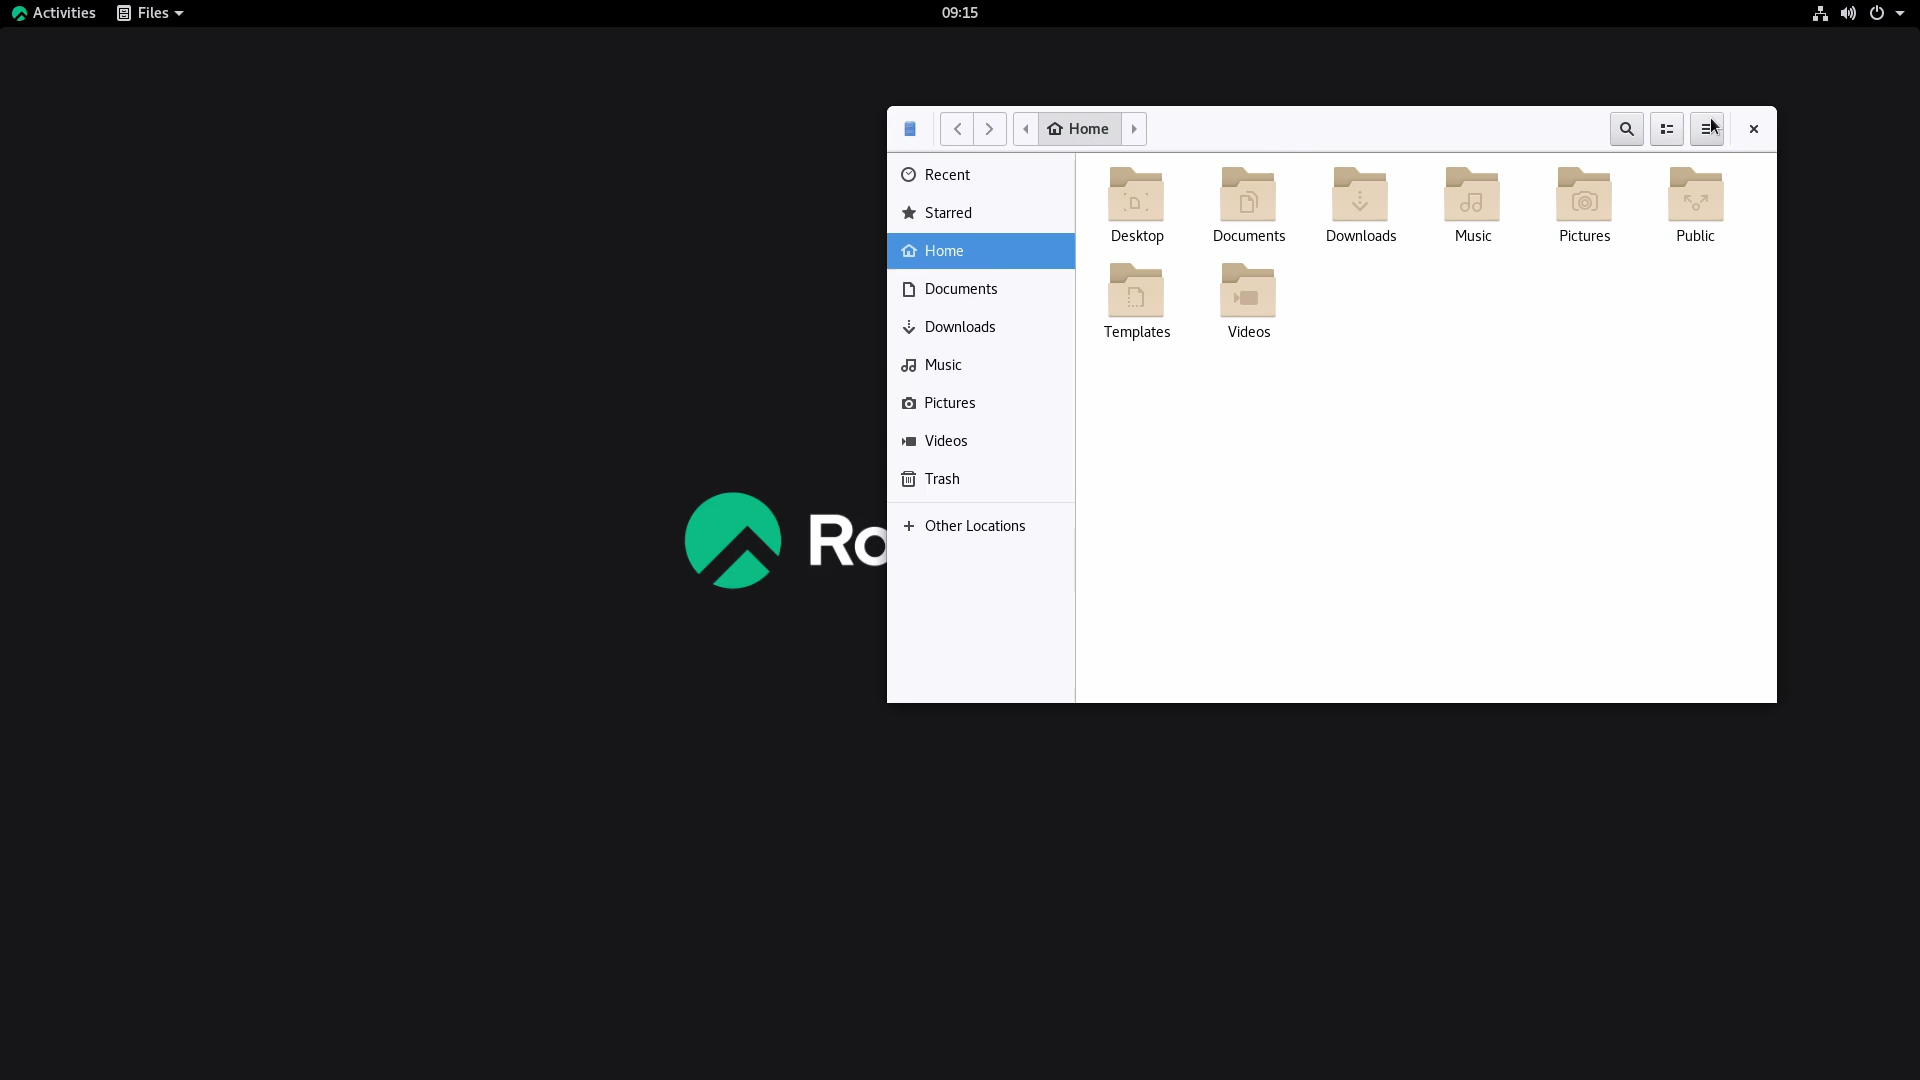 Activities Files 09:15
Home
Recent
Starred
Home
Documents
Downloads
Music
Pictures
Videos
Trash
Other Locations
Desktop Documents Downloads Music Pictures Public
Templates Videos
Ro